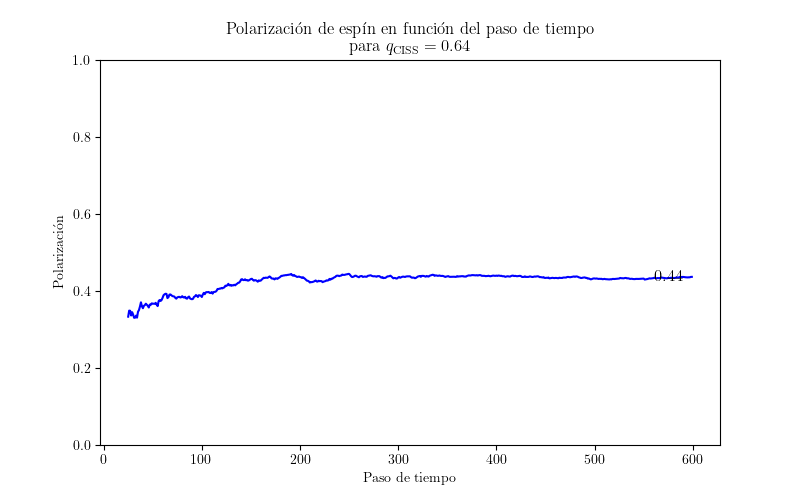 Polarización de espín en función del paso de tiempo
para q_CISS = 0.64
1.0
0.8
0.6
0.4
0.2
0.0
Polarización
0.44
0 100 200 300 400 500 600
Paso de tiempo